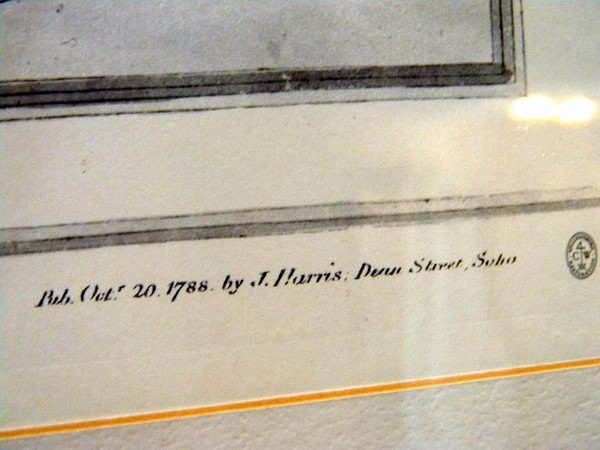 Pub. Octr. 20. 1788. by J. Harris, Dean Street, Soho